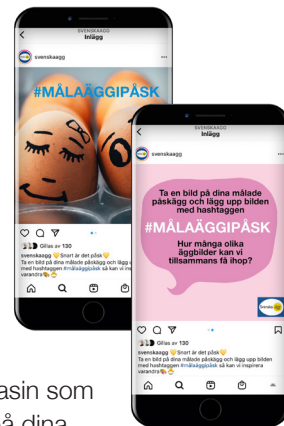 SVENSKAAGG
Inlägg
svenskaagg
#MÅLAÄGGIPÅSK
Gillas av 130
svenskaagg 💛Snart är det påsk💛
Ta en bild på dina målade påskägg och lägg u
med hashtaggen #målaäggipåsk så kan vi insp
varandra
SVENSKAAGG
Inlägg
svenskaagg
Ta en bild på dina målade
påskägg och lägg upp bilden
med hashtaggen
#MÅLAÄGGIPÅSK
Hur många olika
äggbilder kan vi
tillsammans få ihop?
Gillas av 130
svenskaagg 💛Snart är det påsk💛
Ta en bild på dina målade påskägg och lägg upp bilden
med hashtaggen #målaäggipåsk så kan vi inspirera
varandra
asin som
på dina